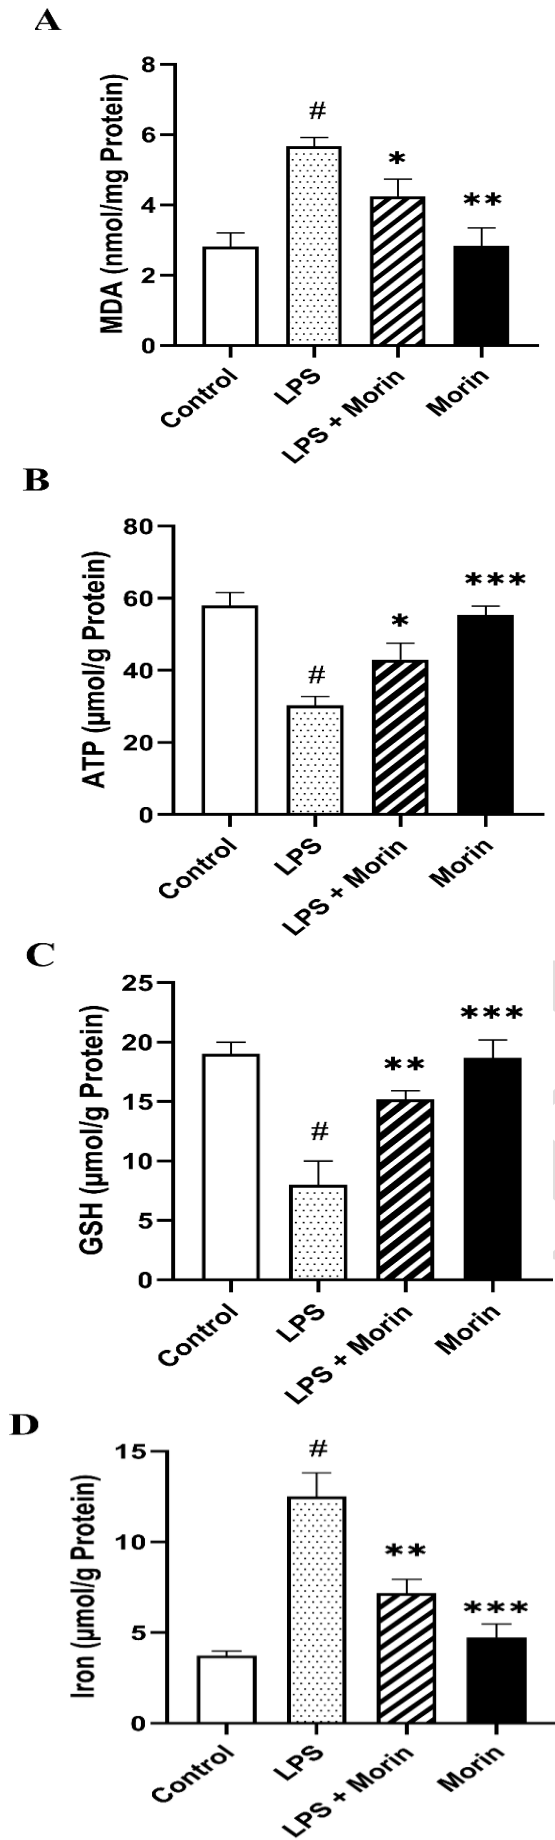 A
MDA (nmol/mg Protein)
8
6
4
2
0
#
*
**
Control
LPS
LPS + Morin
Morin
B
ATP (µmol/g Protein)
80
60
40
20
0
#
*
***
Control
LPS
LPS + Morin
Morin
C
GSH (µmol/g Protein)
25
20
15
10
5
0
#
**
***
Control
LPS
LPS + Morin
Morin
D
Iron (µmol/g Protein)
15
10
5
0
#
**
***
Control
LPS
LPS + Morin
Morin